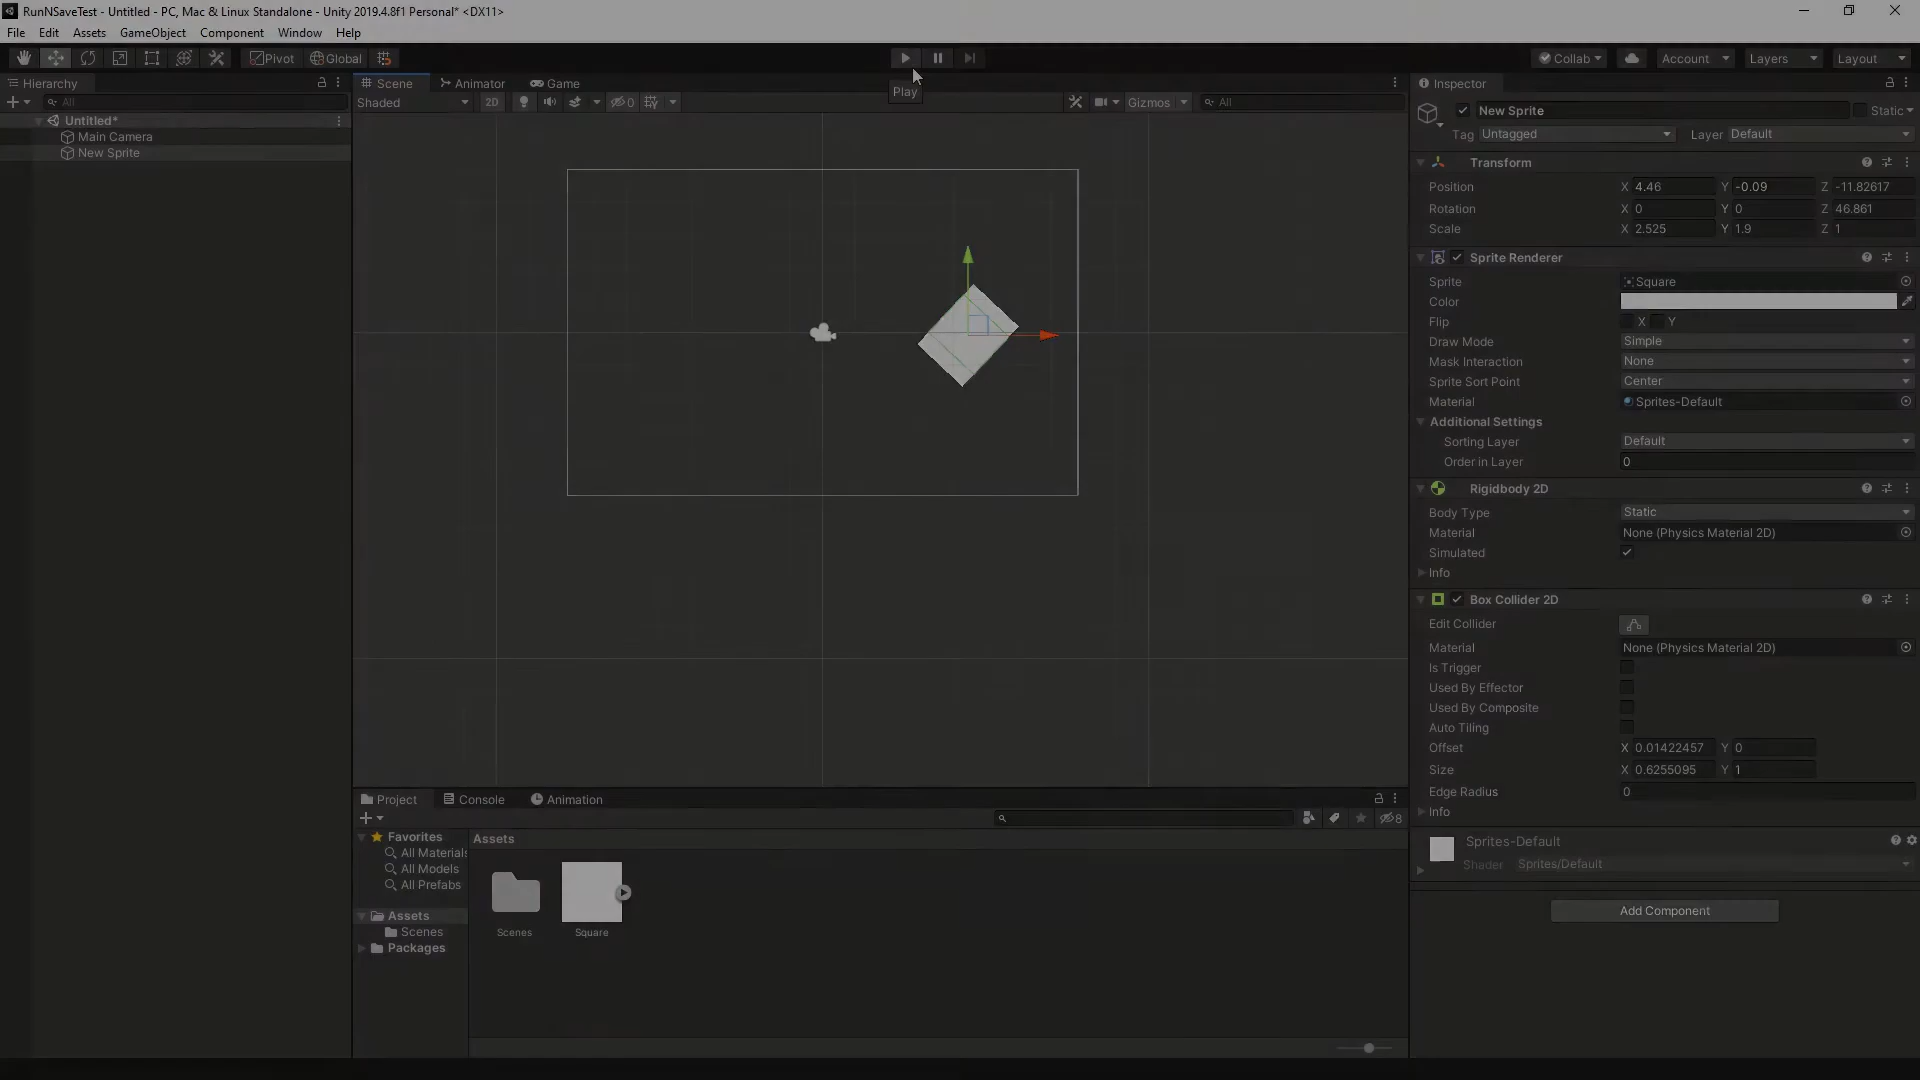 RunNSaveTest - Untitled - PC, Mac & Linux Standalone - Unity 2019.4.8f1 Personal* <DX11>
File Edit Assets GameObject Component Window Help
Pivot Global Collab Account Layers Layout
Hierarchy
All
Untitled*
Main Camera
New Sprite
Scene Animator Game
Shaded 2D 0 Gizmos All
Play
Inspector
New Sprite Static
Tag Untagged Layer Default
Transform
Position X 4.46 Y -0.09 Z -11.82617
Rotation X 0 Y 0 Z 46.861
Scale X 2.525 Y 1.9 Z 1
Sprite Renderer
Sprite Square
Color
Flip X Y
Draw Mode Simple
Mask Interaction None
Sprite Sort Point Center
Material Sprites-Default
Additional Settings
Sorting Layer Default
Order in Layer 0
Rigidbody 2D
Body Type Static
Material None (Physics Material 2D)
Simulated
Info
Box Collider 2D
Edit Collider
Material None (Physics Material 2D)
Is Trigger
Used By Effector
Used By Composite
Auto Tiling
Offset X 0.01422457 Y 0
Size X 0.6255095 Y 1
Edge Radius 0
Info
Sprites-Default
Shader Sprites/Default
Add Component
Project Console Animation
8
Favorites
All Materials
All Models
All Prefabs
Assets
Scenes
Packages
Assets
Scenes Square